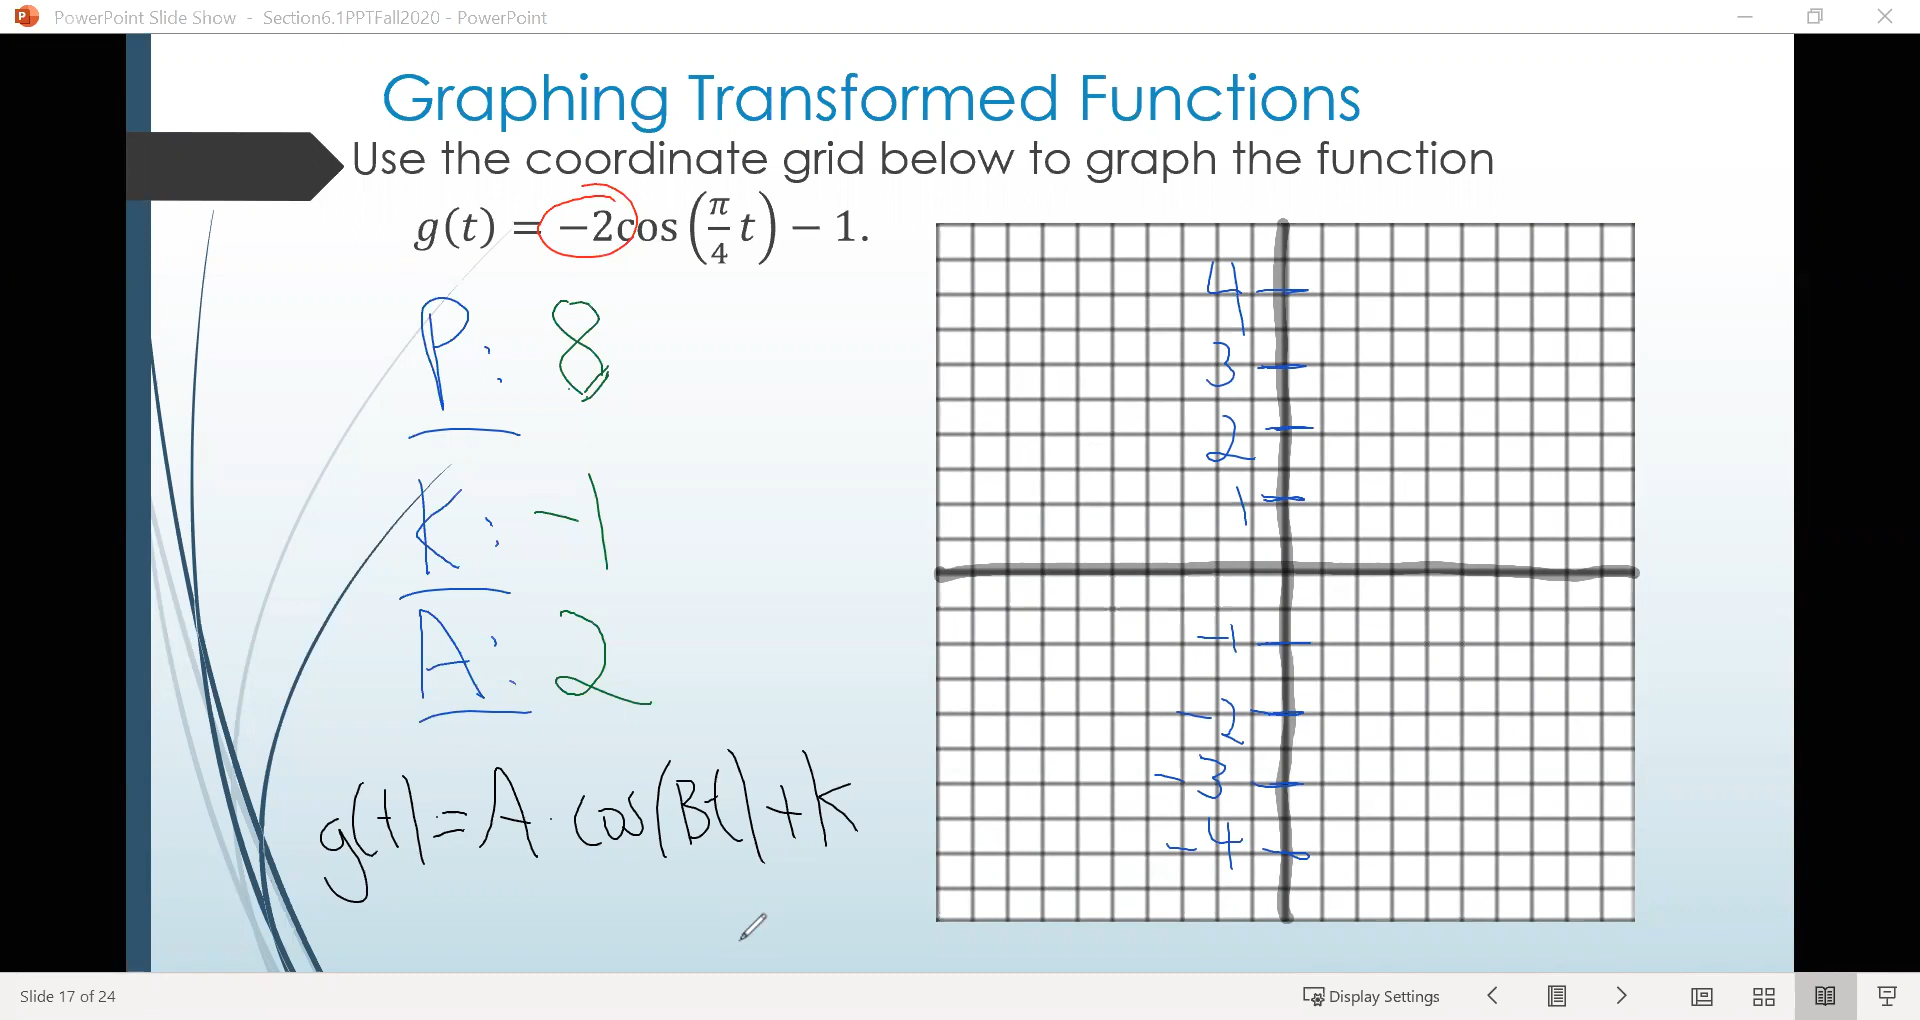 PowerPoint Slide Show - Section6.1PPTFall2020 - PowerPoint
Graphing Transformed Functions
Use the coordinate grid below to graph the function
g(t) = −2cos(π/4 t) − 1.
P: 8
K: -1
A: 2
g(t) = A · cos(Bt) + K
4
3
2
1
-1
-2
-3
-4
Slide 17 of 24
Display Settings